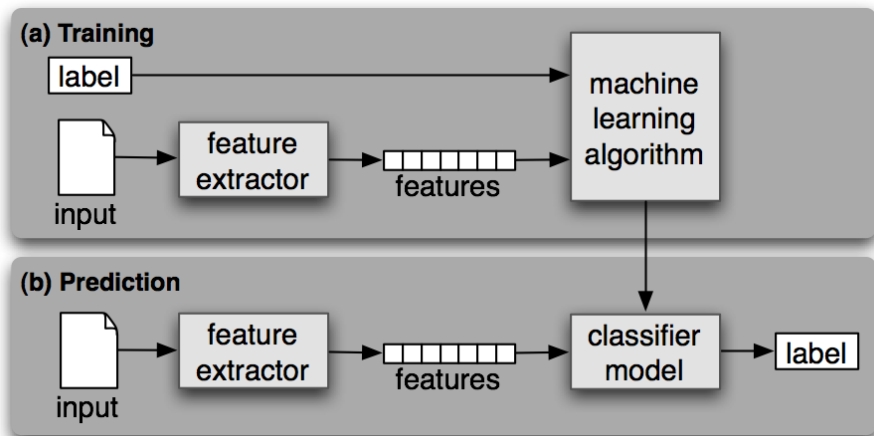 (a) Training
label
machine
learning
algorithm
feature
extractor
features
input
(b) Prediction
feature
extractor
features
classifier
model
label
input